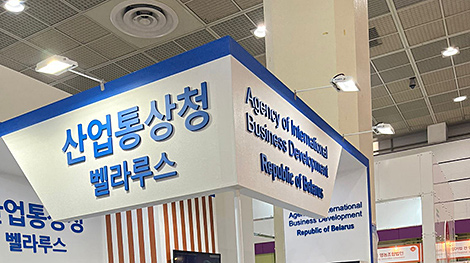 산업통상청
벨라루스
Agency of International
Business Development
Republic of Belarus
산업통상청
벨라루스
Agency of International
Business Development
Republic of Belarus